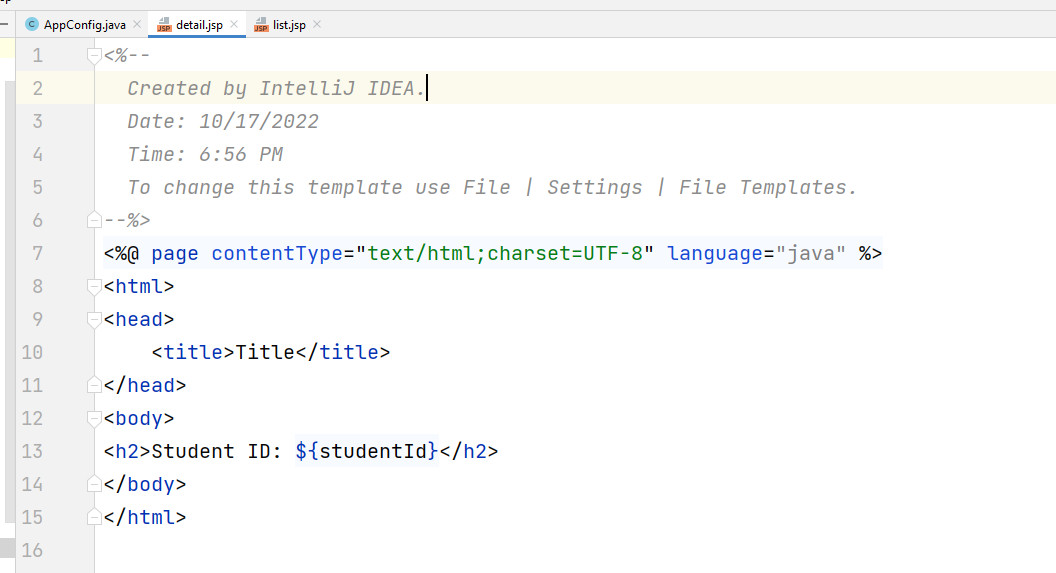 AppConfig.java detail.jsp list.jsp
1 <%--
2 Created by IntelliJ IDEA.
3 Date: 10/17/2022
4 Time: 6:56 PM
5 To change this template use File | Settings | File Templates.
6 --%>
7 <%@ page contentType="text/html;charset=UTF-8" language="java" %>
8 <html>
9 <head>
10 <title>Title</title>
11 </head>
12 <body>
13 <h2>Student ID: ${studentId}</h2>
14 </body>
15 </html>
16